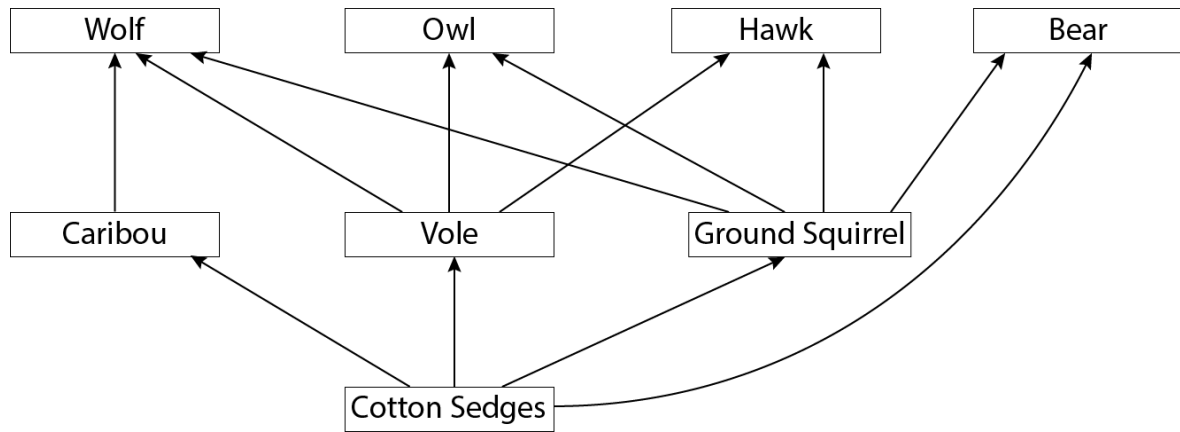 Wolf
Owl
Hawk
Bear
Caribou
Vole
Ground Squirrel
Cotton Sedges